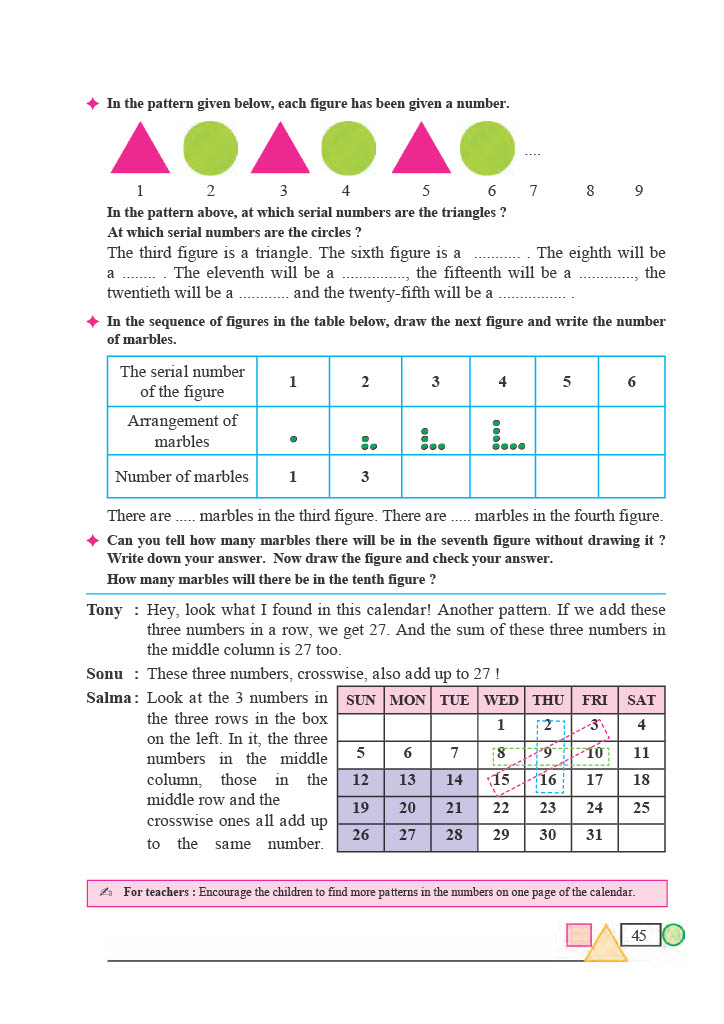 In the pattern given below, each figure has been given a number.
....
1 2 3 4 5 6 7 8 9
In the pattern above, at which serial numbers are the triangles ?
At which serial numbers are the circles ?
The third figure is a triangle. The sixth figure is a ........... . The eighth will be
a ........ . The eleventh will be a ..............., the fifteenth will be a ............., the
twentieth will be a ............ and the twenty-fifth will be a ................ .
In the sequence of figures in the table below, draw the next figure and write the number
of marbles.
The serial number
of the figure
1 2 3 4 5 6
Arrangement of
marbles
Number of marbles 1 3
There are ..... marbles in the third figure. There are ..... marbles in the fourth figure.
Can you tell how many marbles there will be in the seventh figure without drawing it ?
Write down your answer. Now draw the figure and check your answer.
How many marbles will there be in the tenth figure ?
Tony : Hey, look what I found in this calendar! Another pattern. If we add these
three numbers in a row, we get 27. And the sum of these three numbers in
the middle column is 27 too.
Sonu : These three numbers, crosswise, also add up to 27 !
Salma : Look at the 3 numbers in
the three rows in the box
on the left. In it, the three
numbers in the middle
column, those in the
middle row and the
crosswise ones all add up
to the same number.
SUN MON TUE WED THU FRI SAT
1 2 3 4
5 6 7 8 9 10 11
12 13 14 15 16 17 18
19 20 21 22 23 24 25
26 27 28 29 30 31
For teachers : Encourage the children to find more patterns in the numbers on one page of the calendar.
45